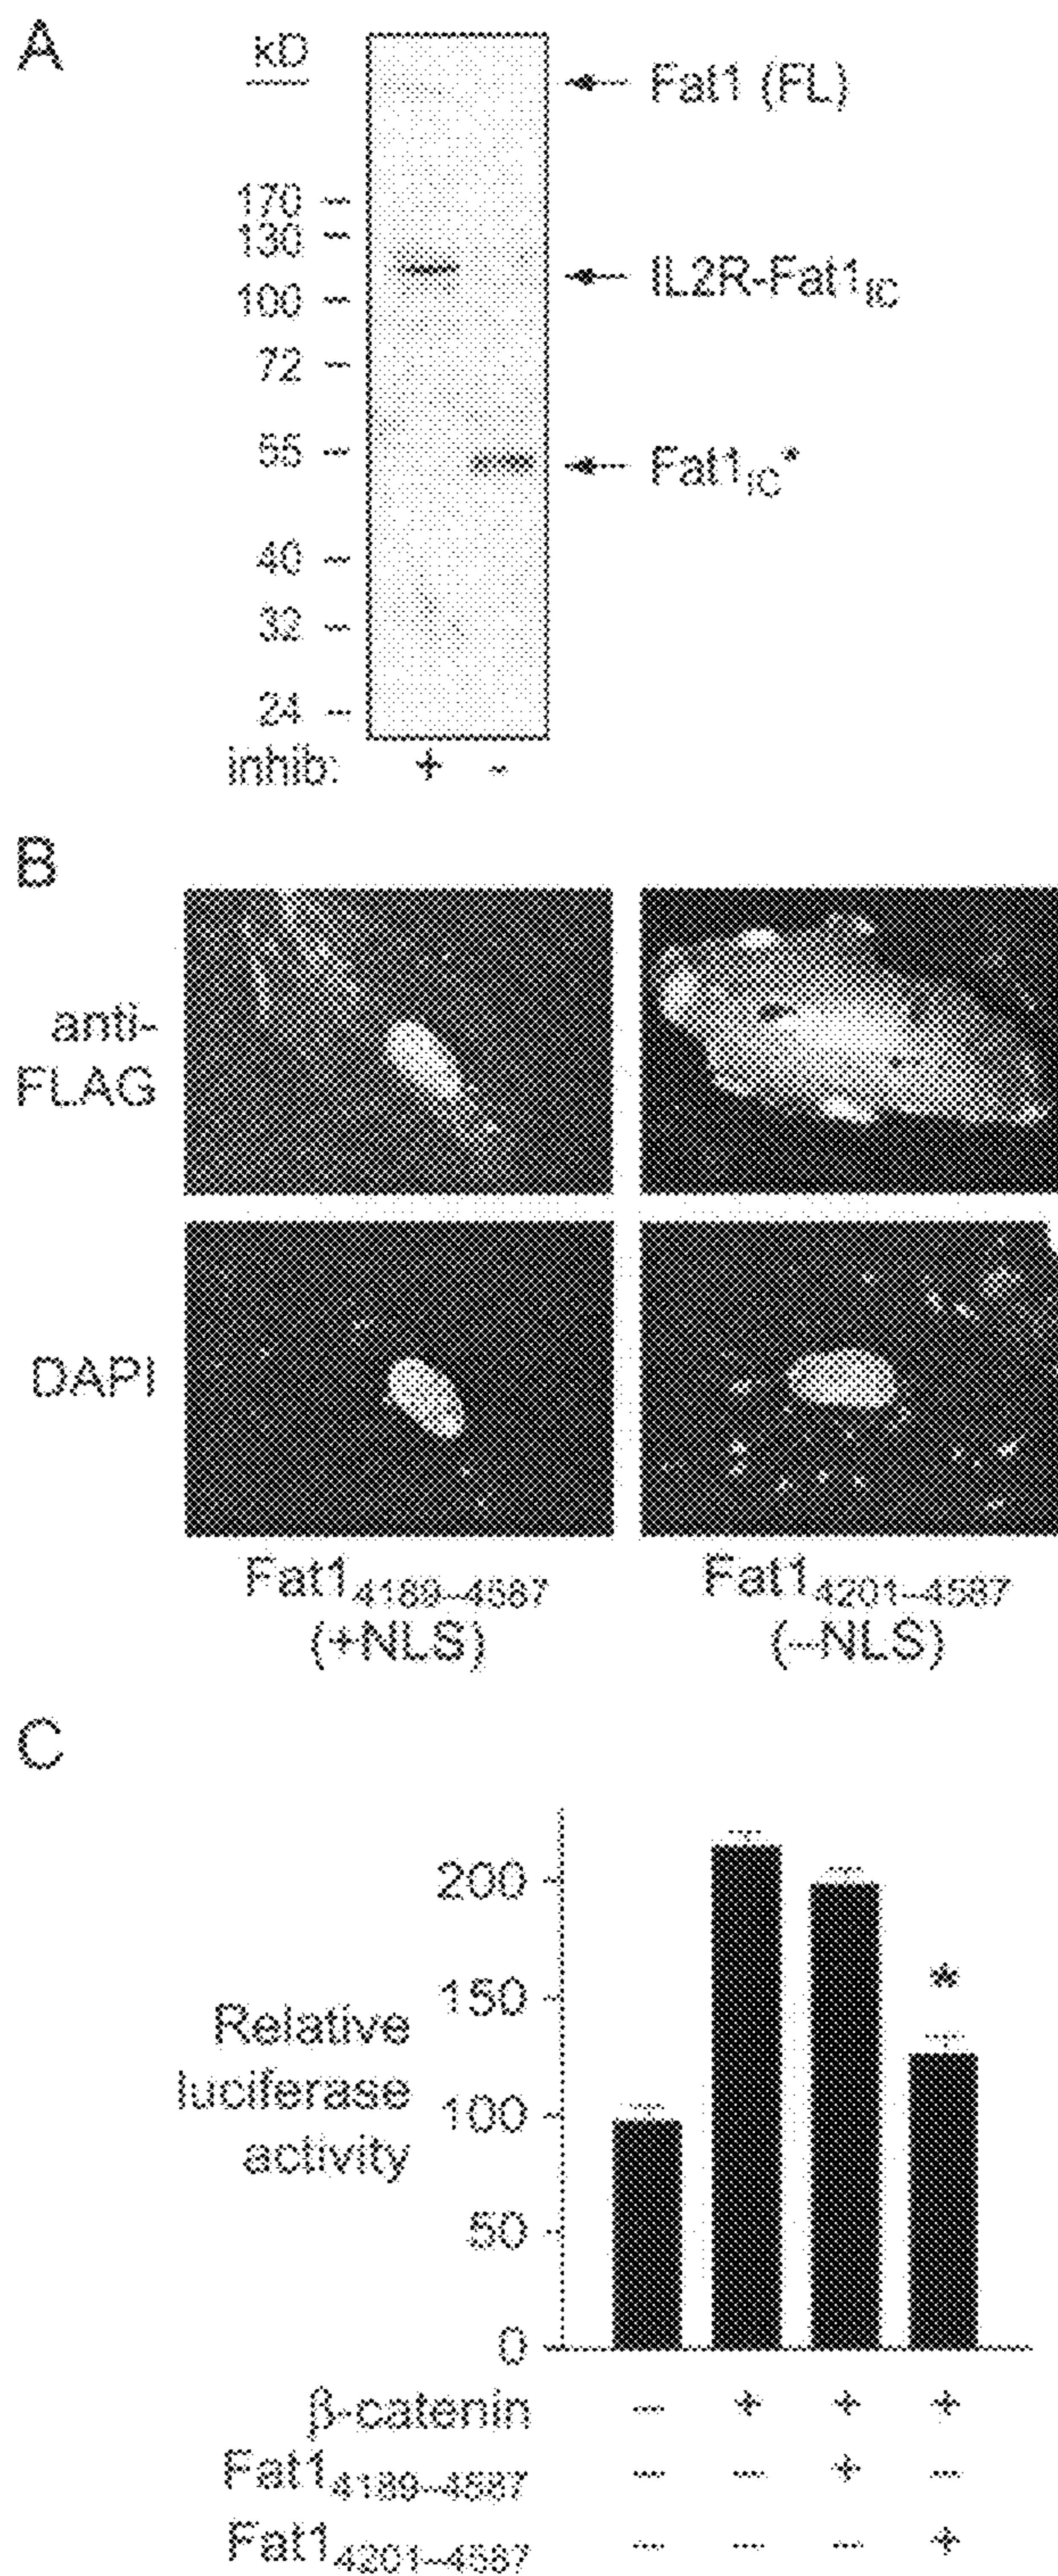 A
kD
Fat1 (FL)
170
130
IL2R-Fat1IC
100
72
55
Fat1IC*
40
32
24
inhib: + -
B
anti-
FLAG
DAPI
Fat14189–4587 Fat14201–4587
(+NLS) (–NLS)
C
200
*
150
Relative
luciferase
100
activity
50
0
β-catenin – + + +
Fat14189–4587 – – + –
Fat14201–4587 – – – +